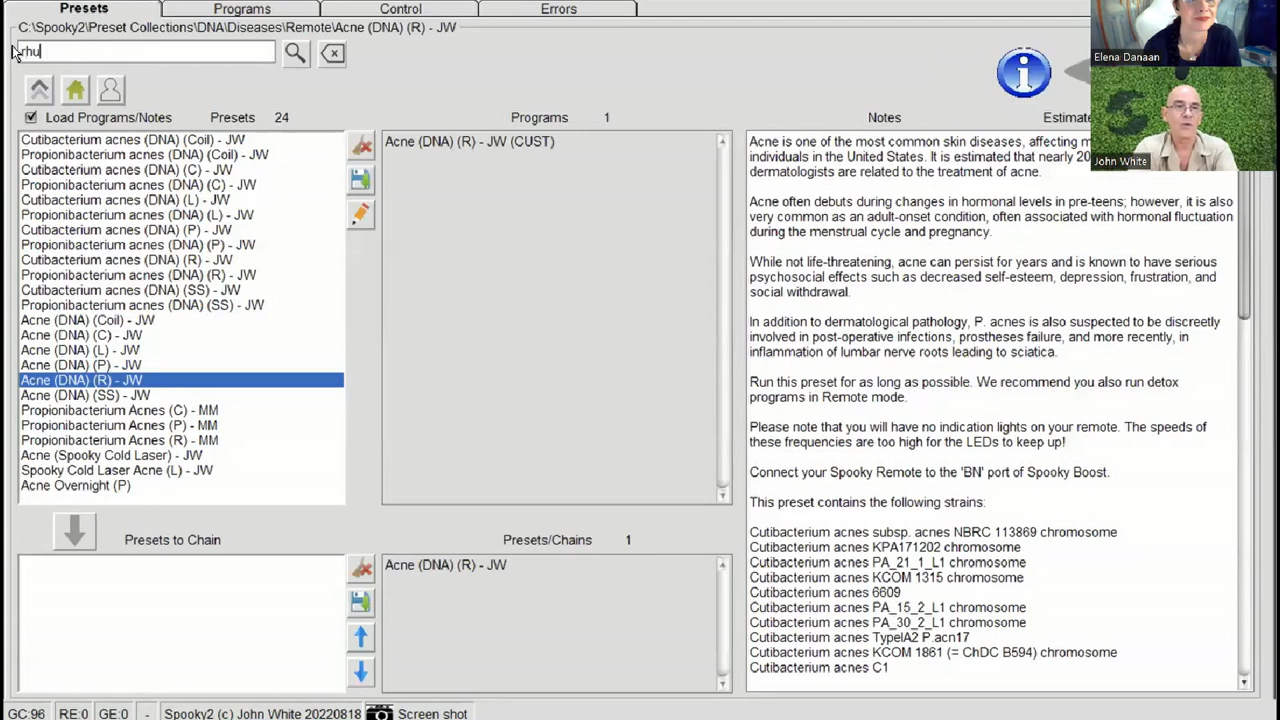 Presets
Programs
Control
Errors
C:\Spooky2\Preset Collections\DNA\Diseases\Remote\Acne (DNA) (R) - JW
rhu
Elena Danaan
John White
Load Programs/Notes
Presets 24
Programs 1
Notes
Estimate
Cutibacterium acnes (DNA) (Coil) - JW
Propionibacterium acnes (DNA) (Coil) - JW
Cutibacterium acnes (DNA) (C) - JW
Propionibacterium acnes (DNA) (C) - JW
Cutibacterium acnes (DNA) (L) - JW
Propionibacterium acnes (DNA) (L) - JW
Cutibacterium acnes (DNA) (P) - JW
Propionibacterium acnes (DNA) (P) - JW
Cutibacterium acnes (DNA) (R) - JW
Propionibacterium acnes (DNA) (R) - JW
Cutibacterium acnes (DNA) (SS) - JW
Propionibacterium acnes (DNA) (SS) - JW
Acne (DNA) (Coil) - JW
Acne (DNA) (C) - JW
Acne (DNA) (L) - JW
Acne (DNA) (P) - JW
Acne (DNA) (R) - JW
Acne (DNA) (SS) - JW
Propionibacterium Acnes (C) - MM
Propionibacterium Acnes (P) - MM
Propionibacterium Acnes (R) - MM
Acne (Spooky Cold Laser) - JW
Spooky Cold Laser Acne (L) - JW
Acne Overnight (P)
Acne (DNA) (R) - JW (CUST)
Acne is one of the most common skin diseases, affecting m
individuals in the United States. It is estimated that nearly 20
dermatologists are related to the treatment of acne.
Acne often debuts during changes in hormonal levels in pre-teens; however, it is also
very common as an adult-onset condition, often associated with hormonal fluctuation
during the menstrual cycle and pregnancy.
While not life-threatening, acne can persist for years and is known to have serious
psychosocial effects such as decreased self-esteem, depression, frustration, and
social withdrawal.
In addition to dermatological pathology, P. acnes is also suspected to be discreetly
involved in post-operative infections, prostheses failure, and more recently, in
inflammation of lumbar nerve roots leading to sciatica.
Run this preset for as long as possible. We recommend you also run detox
programs in Remote mode.
Please note that you will have no indication lights on your remote. The speeds of
these frequencies are too high for the LEDs to keep up!
Connect your Spooky Remote to the 'BN' port of Spooky Boost.
This preset contains the following strains:
Cutibacterium acnes subsp. acnes NBRC 113869 chromosome
Cutibacterium acnes KPA171202 chromosome
Cutibacterium acnes PA_21_1_L1 chromosome
Cutibacterium acnes KCOM 1315 chromosome
Cutibacterium acnes 6609
Cutibacterium acnes PA_15_2_L1 chromosome
Cutibacterium acnes PA_30_2_L1 chromosome
Cutibacterium acnes TypeIA2 P.acn17
Cutibacterium acnes KCOM 1861 (= ChDC B594) chromosome
Cutibacterium acnes C1
Presets to Chain
Presets/Chains 1
Acne (DNA) (R) - JW
GC:96
RE:0
GE:0
-
Spooky2 (c) John White 20220818
Screen shot